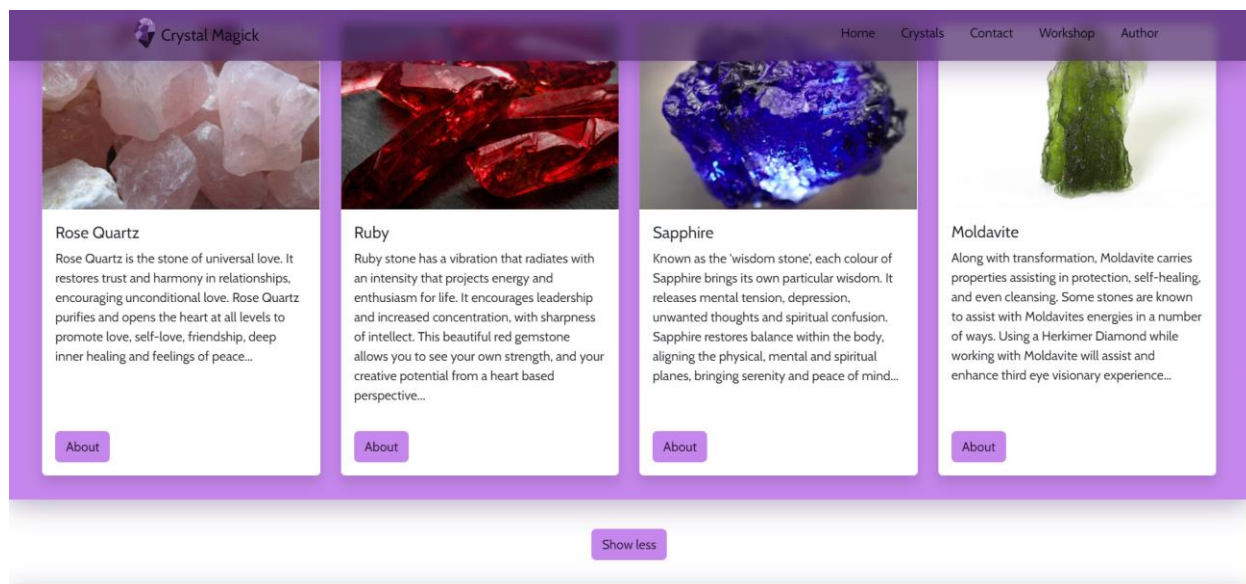 Crystal Magick
Home Crystals Contact Workshop Author
Rose Quartz
Rose Quartz is the stone of universal love. It
restores trust and harmony in relationships,
encouraging unconditional love. Rose Quartz
purifies and opens the heart at all levels to
promote love, self-love, friendship, deep
inner healing and feelings of peace...
About
Ruby
Ruby stone has a vibration that radiates with
an intensity that projects energy and
enthusiasm for life. It encourages leadership
and increased concentration, with sharpness
of intellect. This beautiful red gemstone
allows you to see your own strength, and your
creative potential from a heart based
perspective...
About
Sapphire
Known as the 'wisdom stone', each colour of
Sapphire brings its own particular wisdom. It
releases mental tension, depression,
unwanted thoughts and spiritual confusion.
Sapphire restores balance within the body,
aligning the physical, mental and spiritual
planes, bringing serenity and peace of mind...
About
Moldavite
Along with transformation, Moldavite carries
properties assisting in protection, self-healing,
and even cleansing. Some stones are known
to assist with Moldavites energies in a number
of ways. Using a Herkimer Diamond while
working with Moldavite will assist and
enhance third eye visionary experience...
About
Show less